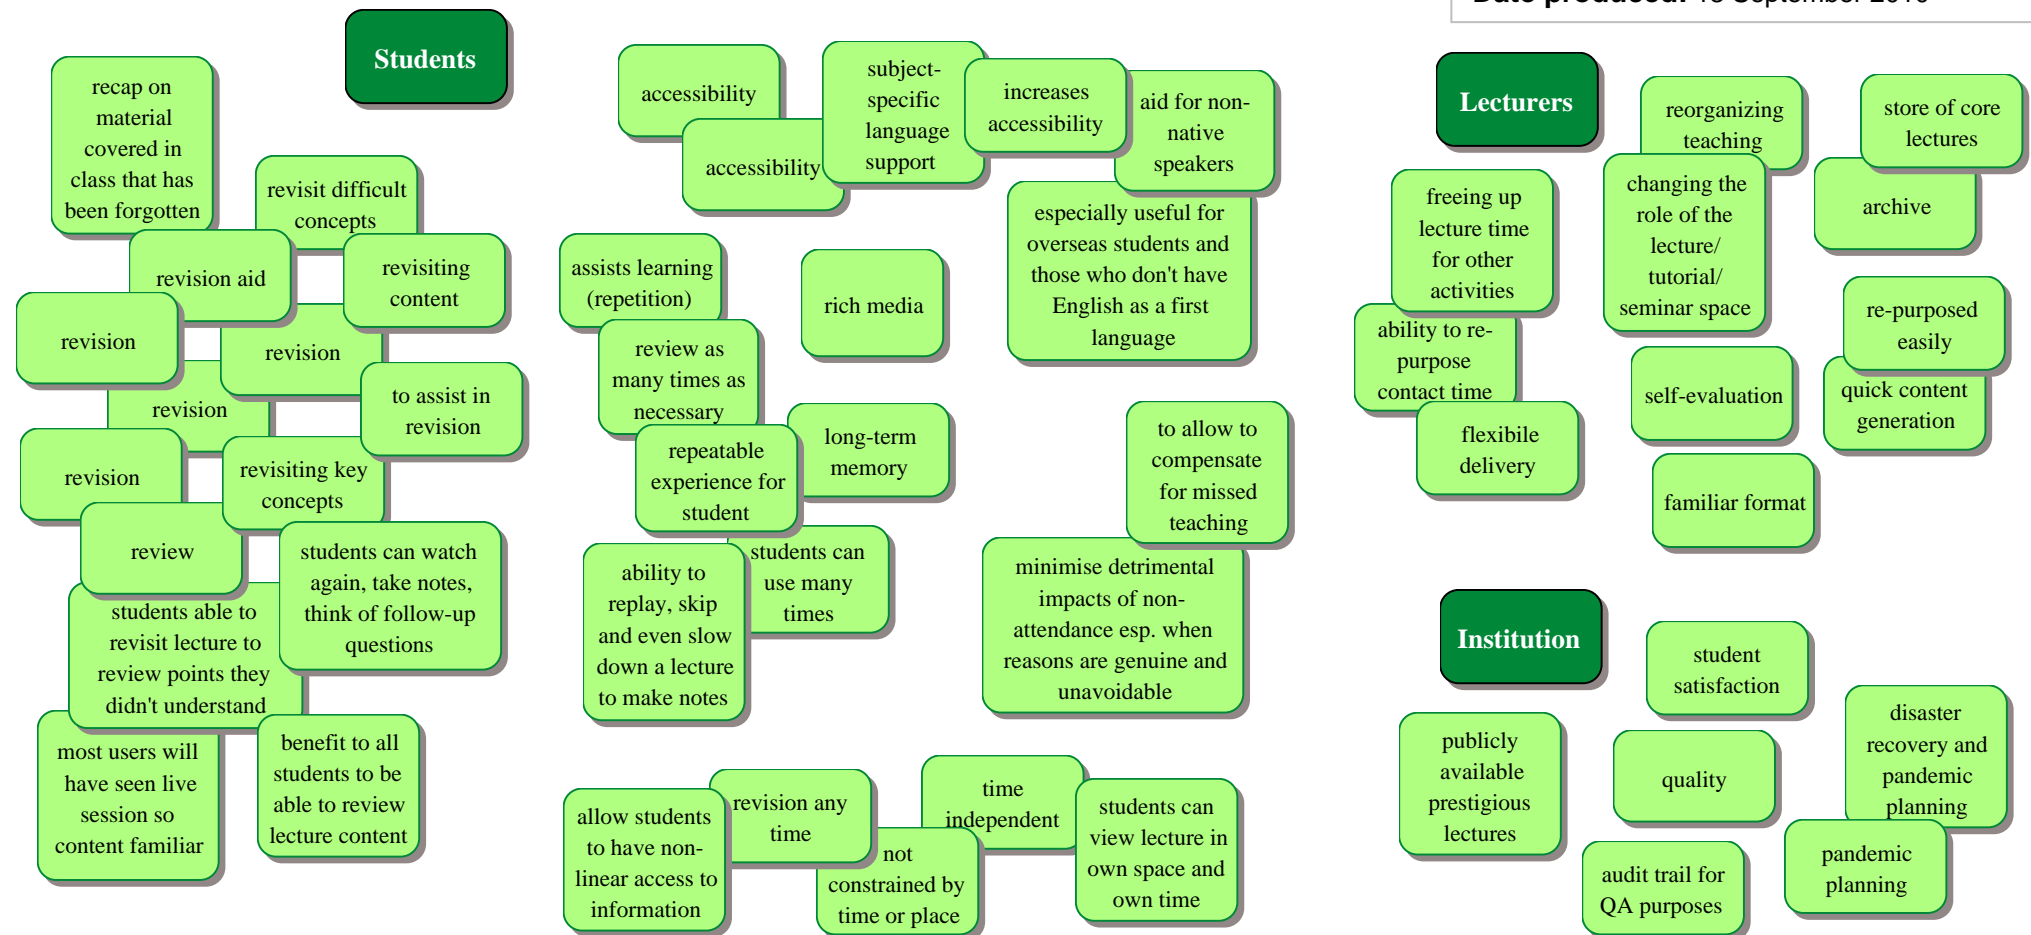 Students
recap on
material
covered in
class that has
been forgotten
revisit difficult
concepts
revision aid
revisiting
content
revision
revision
revision
to assist in
revision
revision
revisiting key
concepts
review
students can watch
again, take notes,
think of follow-up
questions
students able to
revisit lecture to
review points they
didn't understand
most users will
have seen live
session so
content familiar
benefit to all
students to be
able to review
lecture content
accessibility
accessibility
subject-
specific
language
support
increases
accessibility
aid for non-
native
speakers
especially useful for
overseas students and
those who don't have
English as a first
language
assists learning
(repetition)
rich media
review as
many times as
necessary
long-term
memory
repeatable
experience for
student
students can
use many
times
ability to
replay, skip
and even slow
down a lecture
to make notes
to allow to
compensate
for missed
teaching
minimise detrimental
impacts of non-
attendance esp. when
reasons are genuine and
unavoidable
allow students
to have non-
linear access to
information
revision any
time
not
constrained by
time or place
time
independent
students can
view lecture in
own space and
own time
Lecturers
reorganizing
teaching
store of core
lectures
archive
freeing up
lecture time
for other
activities
changing the
role of the
lecture/
tutorial/
seminar space
ability to re-
purpose
contact time
re-purposed
easily
self-evaluation
quick content
generation
flexibile
delivery
familiar format
Institution
student
satisfaction
publicly
available
prestigious
lectures
quality
disaster
recovery and
pandemic
planning
pandemic
planning
audit trail for
QA purposes